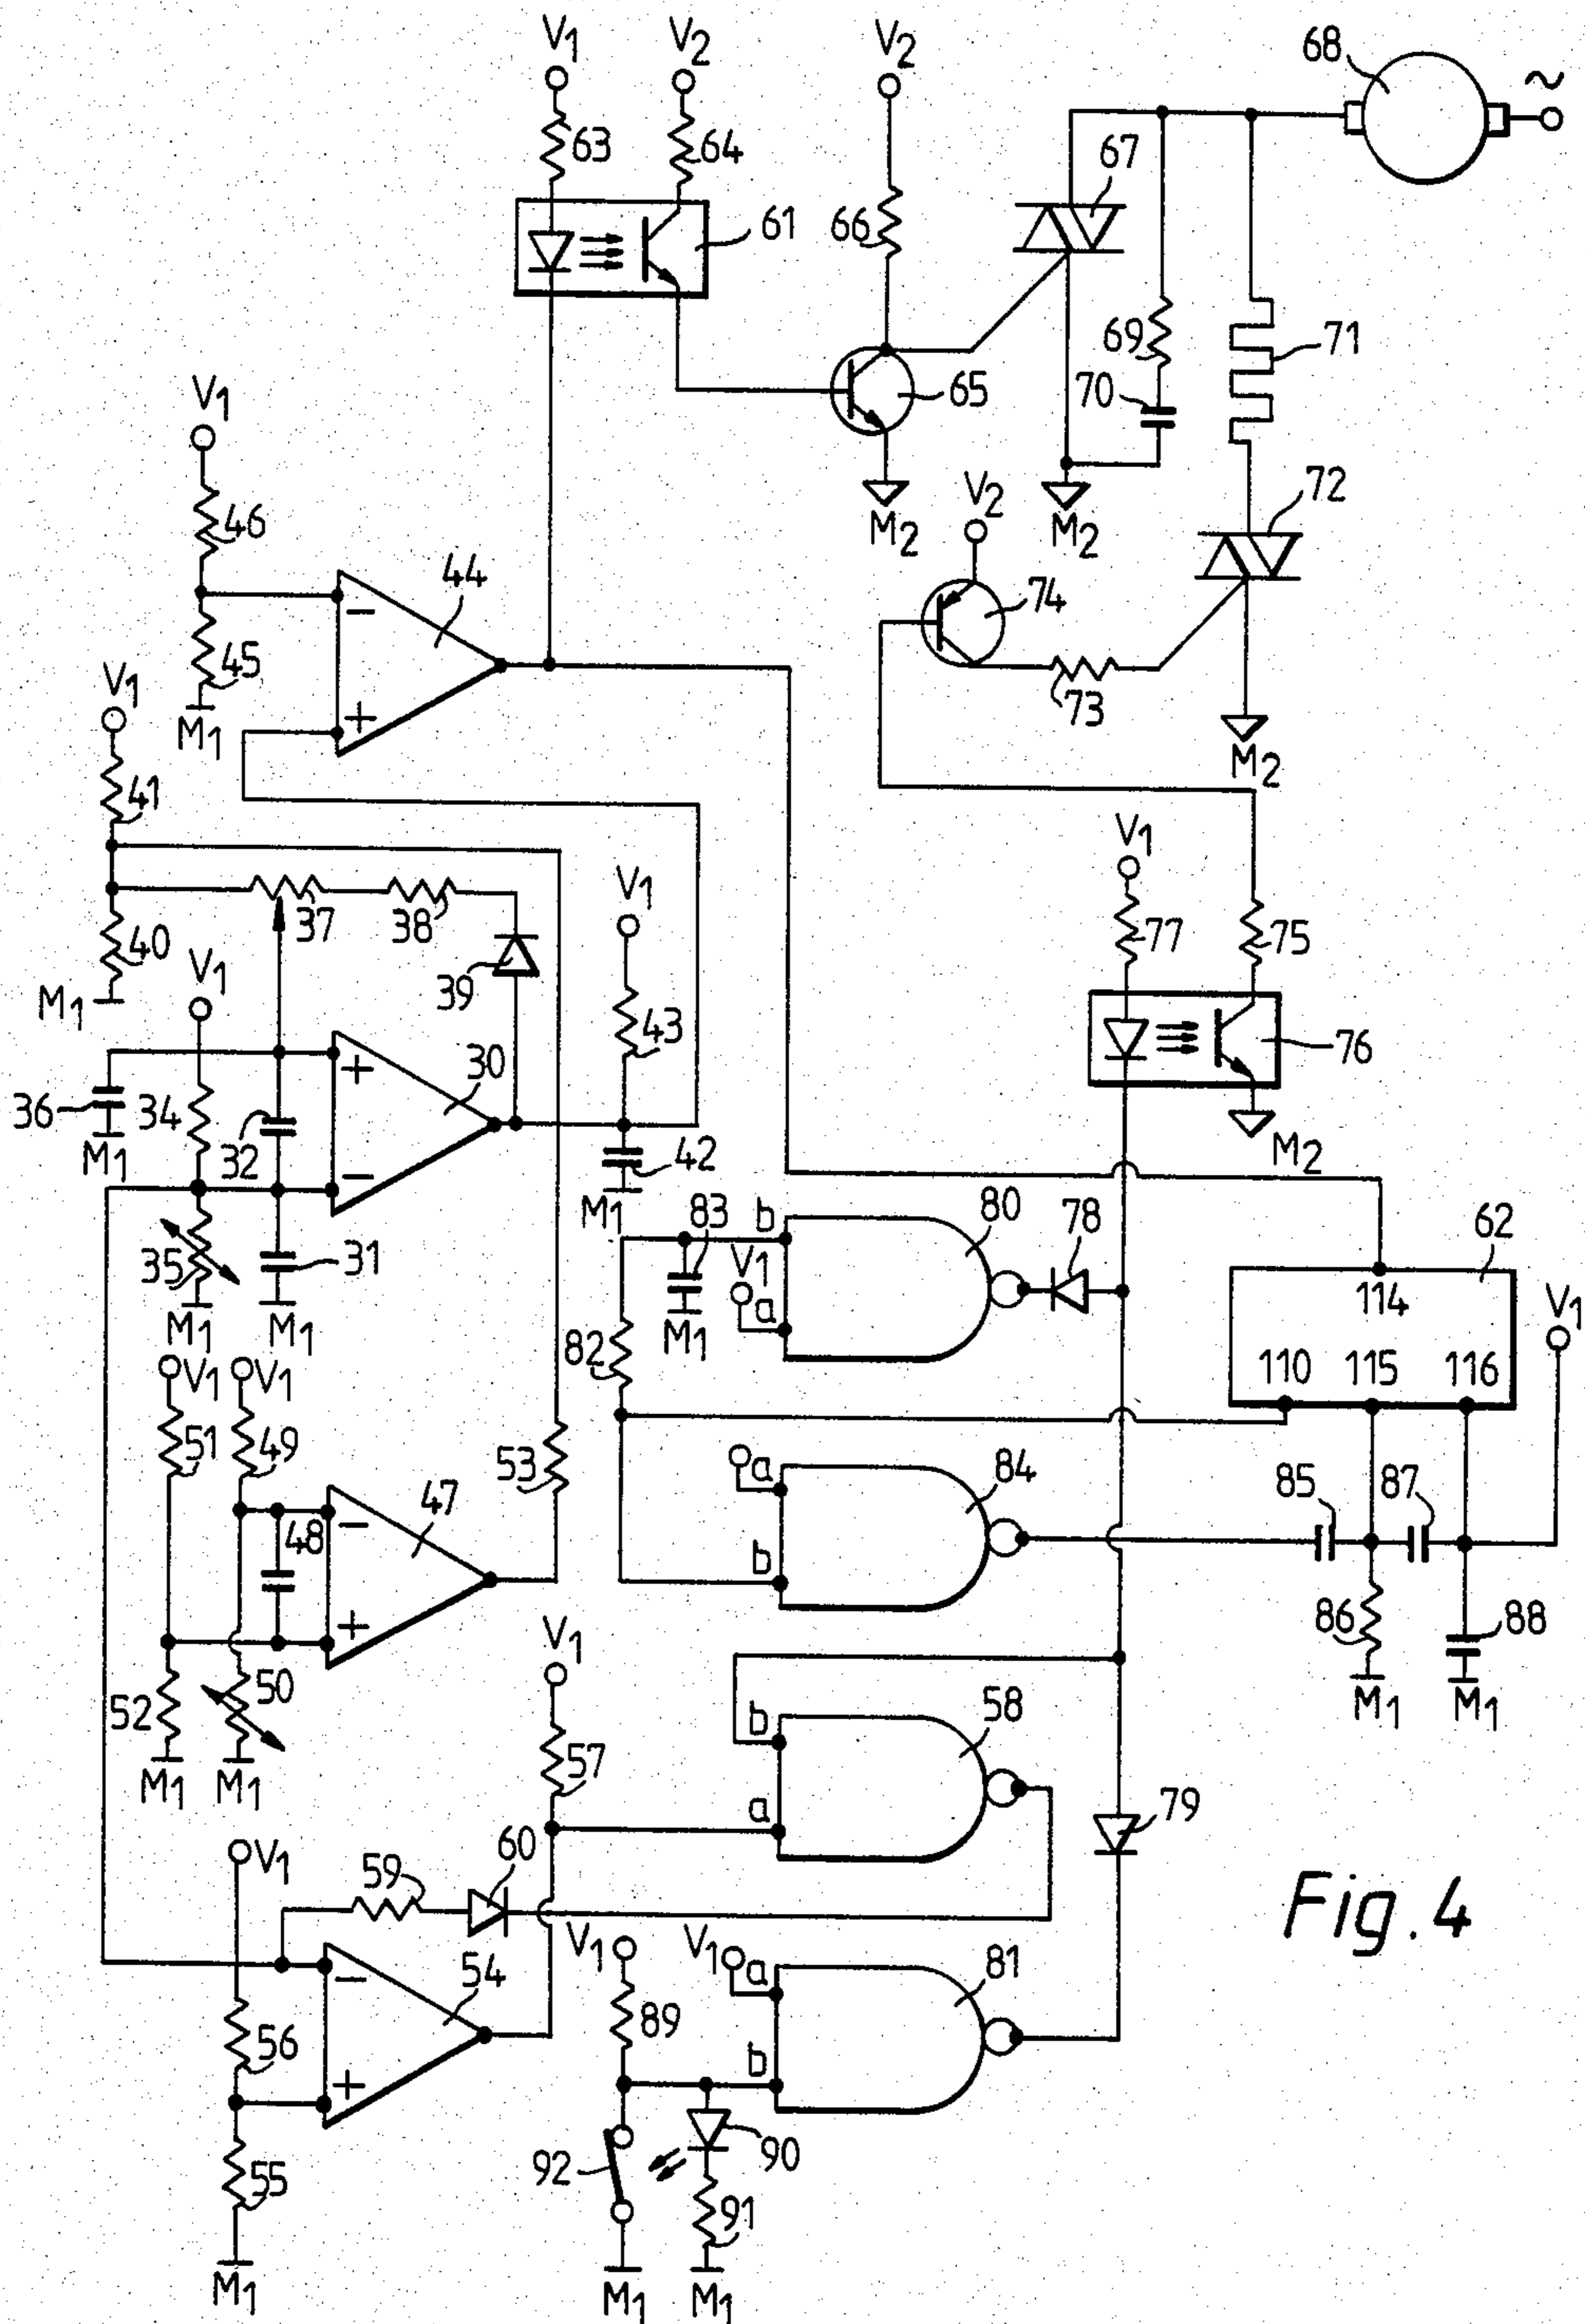 V1 V2 V2 68 ~
63 64 66 67
61
69 71
70
65
V1
46
M2 M2 V2 72
44
−
74
45
V1 M1
+
73
M2
41
V1
37 38 V1
40 77 75
V1 39
M1 43
+ 30
76
36 34 32
M1 − 42 M2
M1 83 b 80 78 62
35 31 V1
M1 M1 M1 a 114 V1
82 110 115 116
V1 V1
51 49 53
a 84
47 85 87
− 48
b
+ V1 86 88
52 50 M1 M1
b 58
M1 M1 57
a 79
V1 59 60
Fig. 4
V1 V1 a 81
− 54
89
56 b
+
90
92
55 91
M1 M1 M1